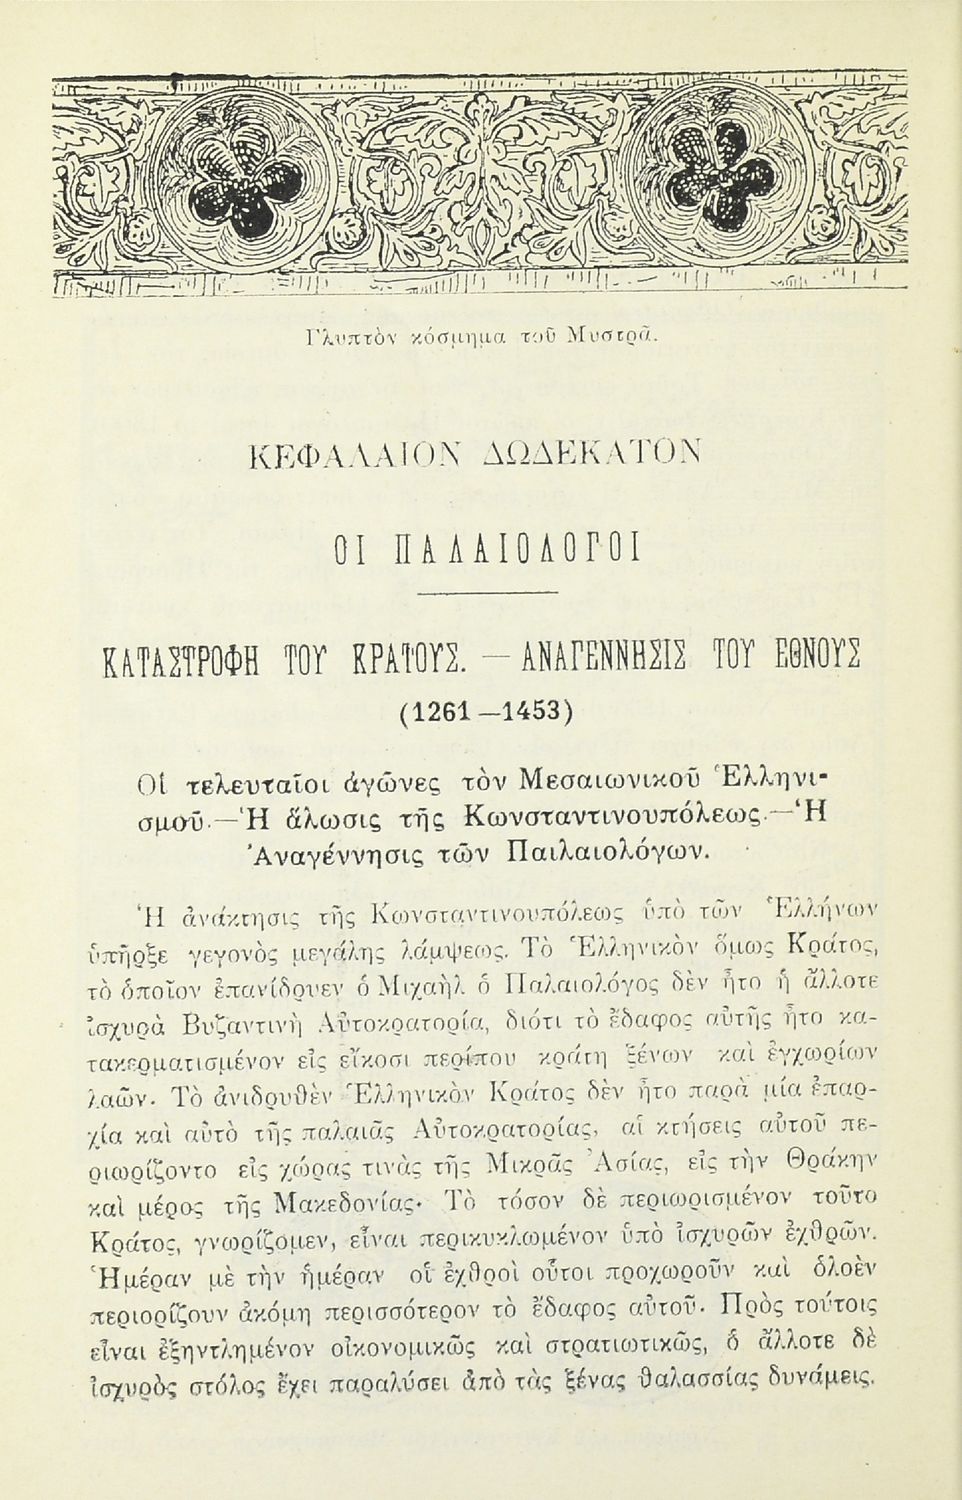 Γλυπτὸν κόσμημα τοῦ Μυστρᾶ.
ΚΕΦΑΛΑΙΟΝ ΔΩΔΕΚΑΤΟΝ
ΟΙ ΠΑΛΑΙΟΛΟΓΟΙ
ΚΑΤΑΣΤΡΟΦΗ ΤΟΥ ΚΡΑΤΟΥΣ. — ΑΝΑΓΕΝΝΗΣΙΣ ΤΟΥ ΕΘΝΟΥΣ
(1261—1453)
Οἱ τελευταῖοι ἀγῶνες τὸν Μεσαιωνικοῦ Ἑλληνι-
σμοῦ.—Ἡ ἅλωσις τῆς Κωνσταντινουπόλεως.—Ἡ
Ἀναγέννησις τῶν Παιλαιολόγων.
Ἡ ἀνάκτησις τῆς Κωνσταντινουπόλεως ὑπὸ τῶν Ἑλλήνων
ὑπῆρξε γεγονὸς μεγάλης λάμψεως. Τὸ Ἑλληνικὸν ὅμως Κράτος,
τὸ ὁποῖον ἐπανίδρυεν ὁ Μιχαὴλ ὁ Παλαιολόγος δὲν ἦτο ἡ ἄλλοτε
ἰσχυρὰ Βυζαντινὴ Αὐτοκρατορία, διότι τὸ ἔδαφος αὐτῆς ἦτο κα-
τακερματισμένον εἰς εἴκοσι περίπου κράτη ξένων καὶ ἐγχωρίων
λαῶν. Τὸ ἀνιδρυθὲν Ἑλληνικὸν Κράτος δὲν ἦτο παρὰ μία ἐπαρ-
χία καὶ αὐτὸ τῆς παλαιᾶς Αὐτοκρατορίας, αἱ κτήσεις αὐτοῦ πε-
ριωρίζοντο εἰς χώρας τινὰς τῆς Μικρᾶς Ἀσίας, εἰς τὴν Θράκην
καὶ μέρος τῆς Μακεδονίας. Τὸ τόσον δὲ περιωρισμένον τοῦτο
Κράτος, γνωρίζομεν, εἶναι περικυκλωμένον ὑπὸ ἰσχυρῶν ἐχθρῶν.
Ἡμέραν μὲ τὴν ἡμέραν οἱ ἐχθροὶ οὗτοι προχωροῦν καὶ ὁλοὲν
περιορίζουν ἀκόμη περισσότερον τὸ ἔδαφος αὐτοῦ. Πρὸς τούτοις
εἶναι ἐξηντλημένον οἰκονομικῶς καὶ στρατιωτικῶς, ὁ ἄλλοτε δὲ
ἰσχυρὸς στόλος ἔχει παραλύσει ἀπὸ τὰς ξένας θαλασσίας δυνάμεις.